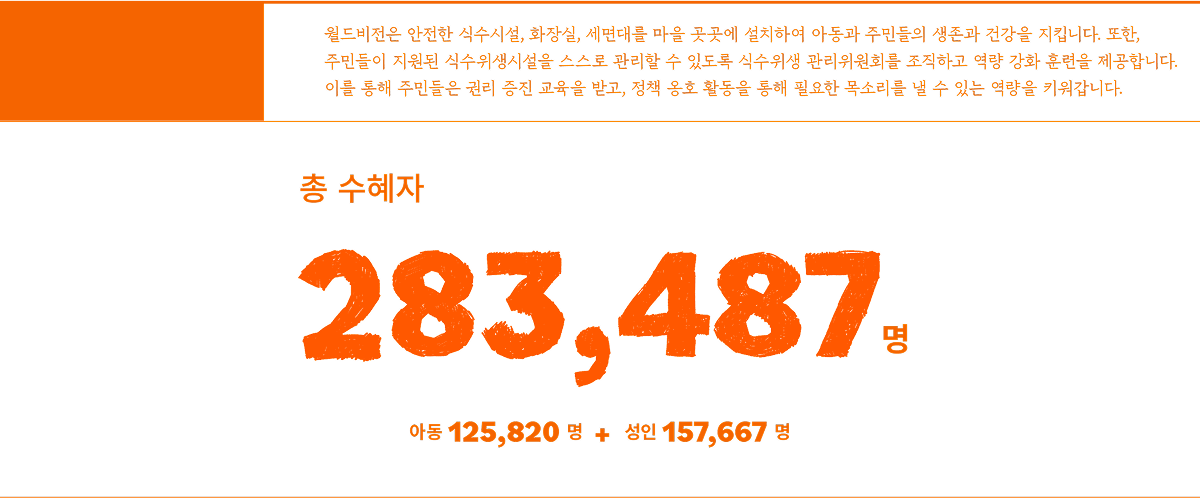 월드비전은 안전한 식수시설, 화장실, 세면대를 마을 곳곳에 설치하여 아동과 주민들의 생존과 건강을 지킵니다. 또한,
주민들이 지원된 식수위생시설을 스스로 관리할 수 있도록 식수위생 관리위원회를 조직하고 역량 강화 훈련을 제공합니다.
이를 통해 주민들은 권리 증진 교육을 받고, 정책 옹호 활동을 통해 필요한 목소리를 낼 수 있는 역량을 키워갑니다.
총 수혜자
283,487명
아동 125,820 명 + 성인 157,667 명